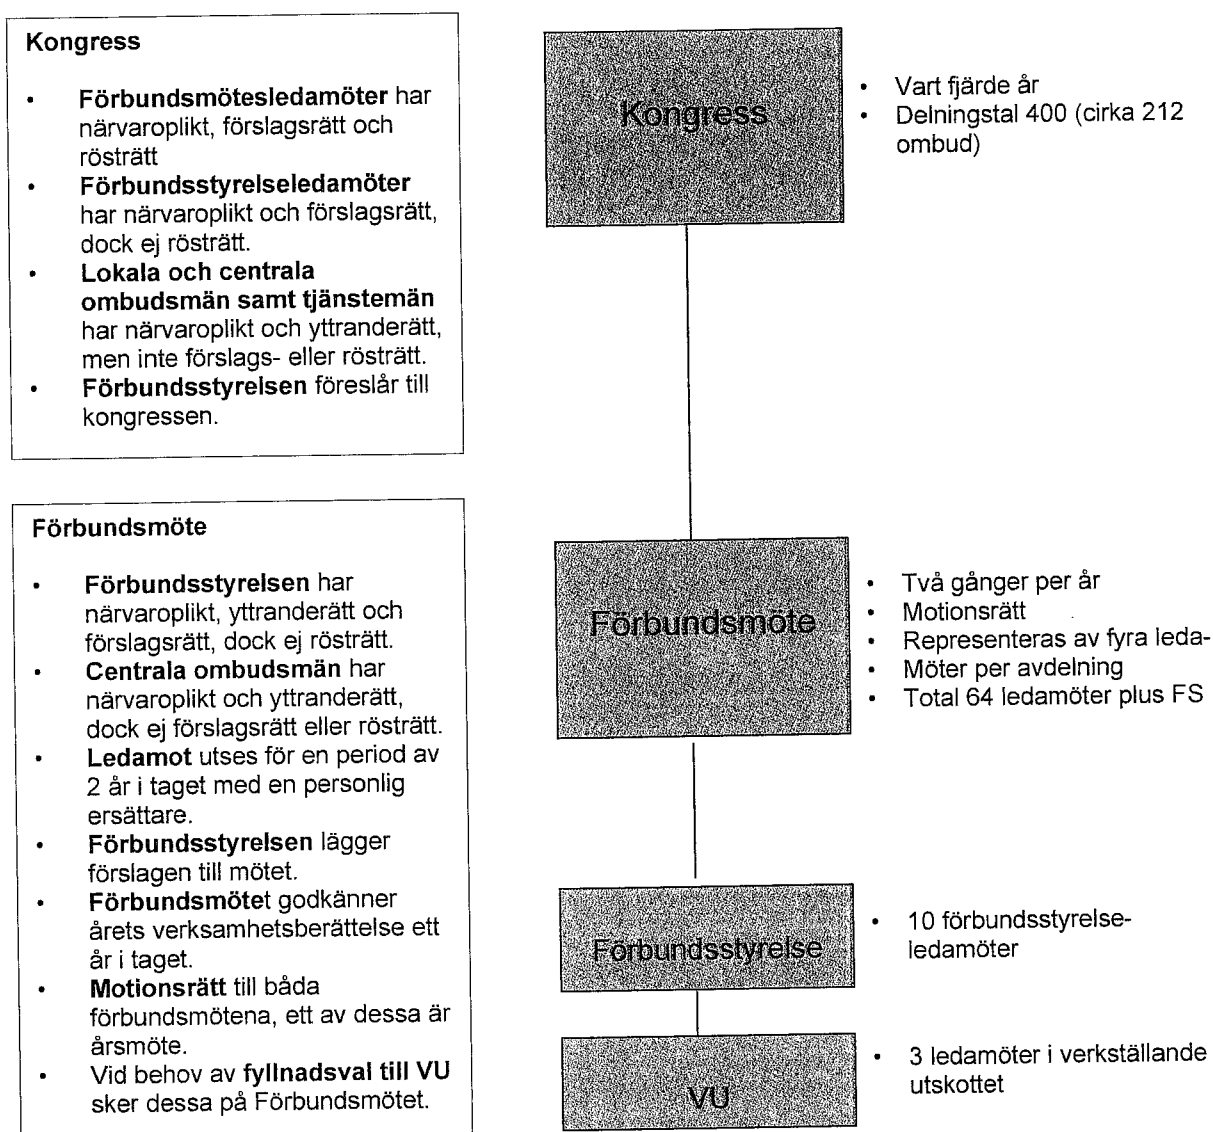 Kongress
• Förbundsmötesledamöter har
närvaroplikt, förslagsrätt och
rösträtt
• Förbundsstyrelseledamöter
har närvaroplikt och förslagsrätt,
dock ej rösträtt.
• Lokala och centrala
ombudsmän samt tjänstemän
har närvaroplikt och yttranderätt,
men inte förslags- eller rösträtt.
• Förbundsstyrelsen föreslår till
kongressen.
Kongress
• Vart fjärde år
• Delningstal 400 (cirka 212
ombud)
Förbundsmöte
• Förbundsstyrelsen har
närvaroplikt, yttranderätt och
förslagsrätt, dock ej rösträtt.
• Centrala ombudsmän har
närvaroplikt och yttranderätt,
dock ej förslagsrätt eller rösträtt.
• Ledamot utses för en period av
2 år i taget med en personlig
ersättare.
• Förbundsstyrelsen lägger
förslagen till mötet.
• Förbundsmötet godkänner
årets verksamhetsberättelse ett
år i taget.
• Motionsrätt till båda
förbundsmötena, ett av dessa är
årsmöte.
• Vid behov av fyllnadsval till VU
sker dessa på Förbundsmötet.
Förbundsmöte
• Två gånger per år
• Motionsrätt
• Representeras av fyra leda-
• Möter per avdelning
• Total 64 ledamöter plus FS
Förbundsstyrelse
• 10 förbundsstyrelse-
ledamöter
VU
• 3 ledamöter i verkställande
utskottet